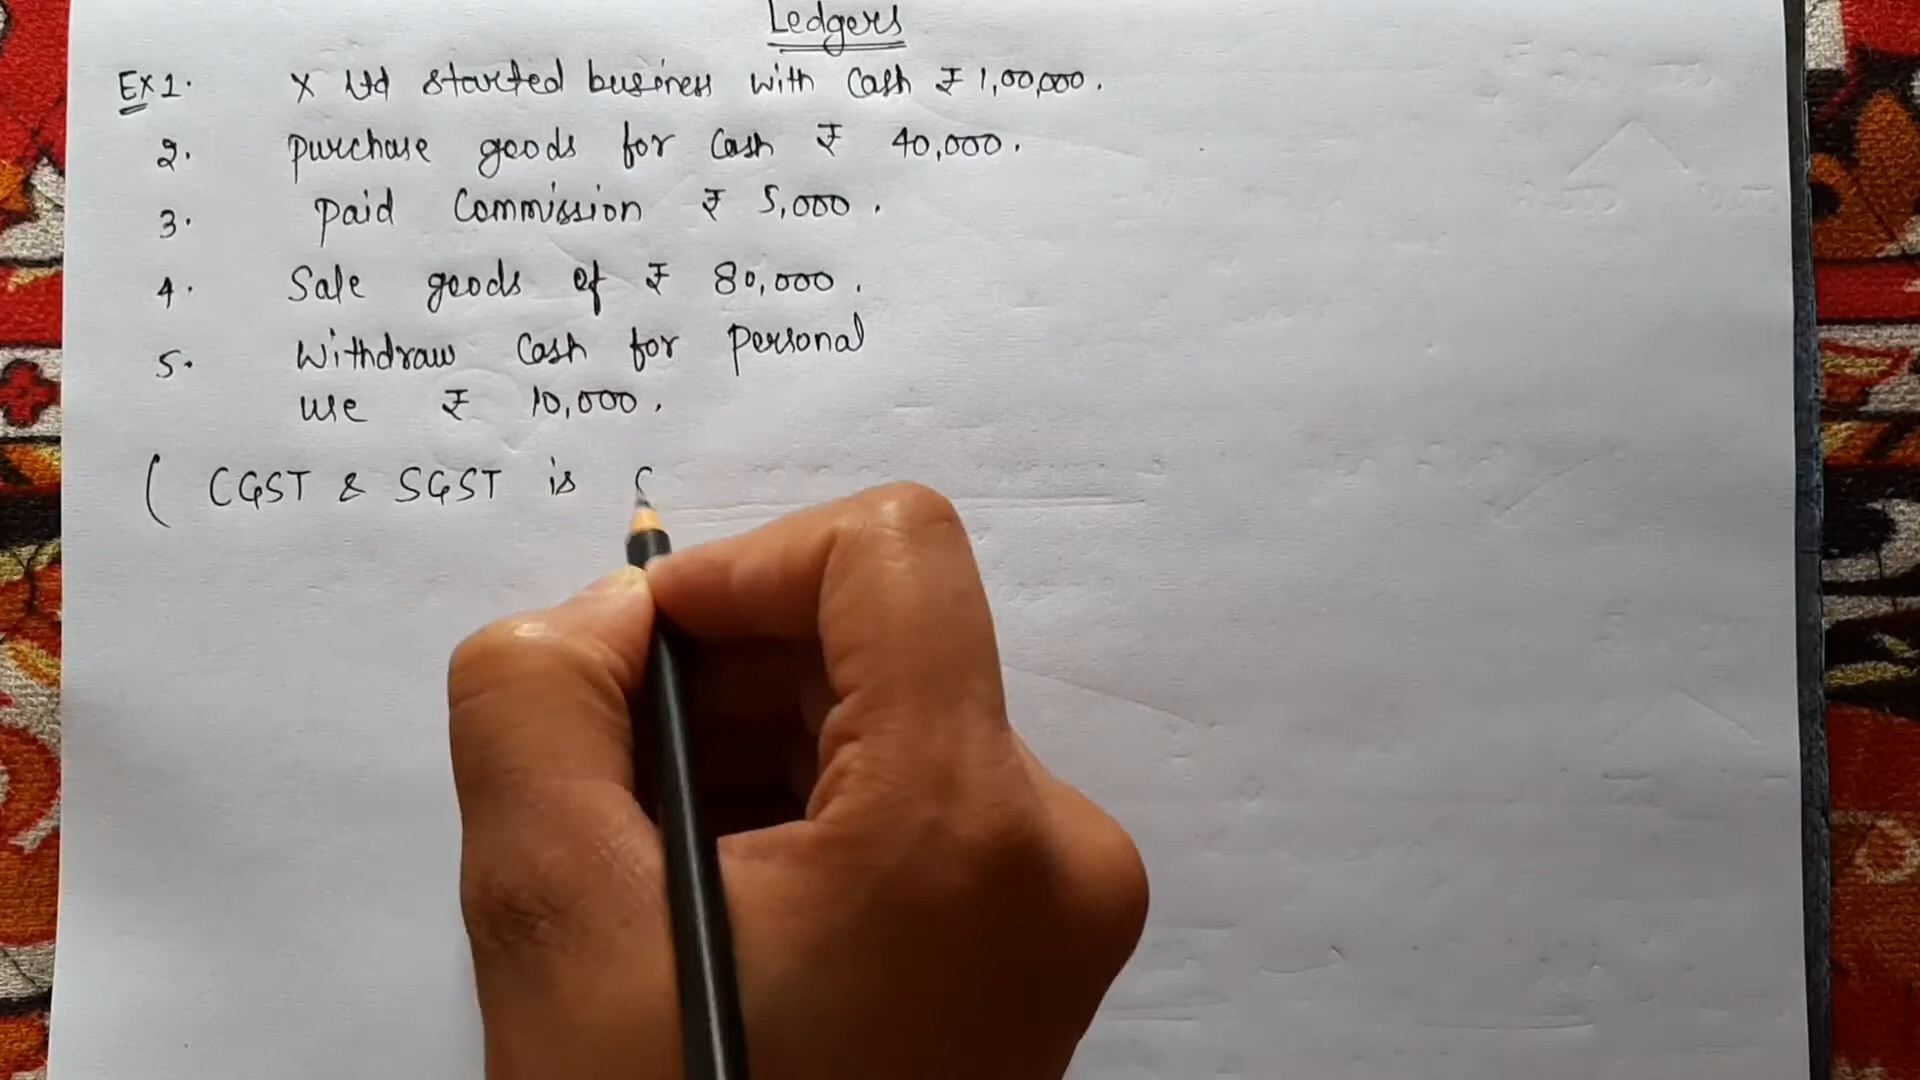 Ledgers
Ex 1. X Ltd started business with Cash ₹ 1,00,000.
2. purchase goods for Cash ₹ 40,000.
3. paid Commission ₹ 5,000.
4. Sale goods of ₹ 80,000.
5. Withdraw Cash for personal
use ₹ 10,000.
( CGST & SGST is